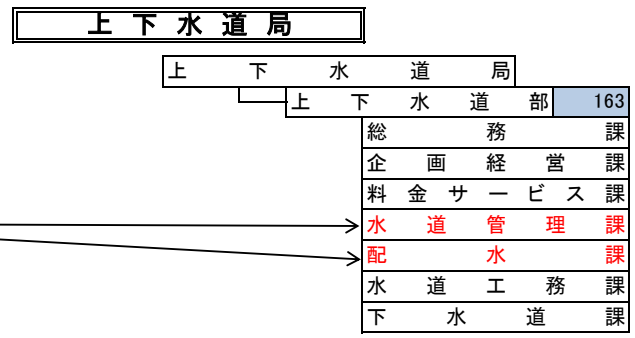 上下水道局
上下水道局
上下水道部 163
総務課
企画経営課
料金サービス課
水道管理課
配水課
水道工務課
下水道課